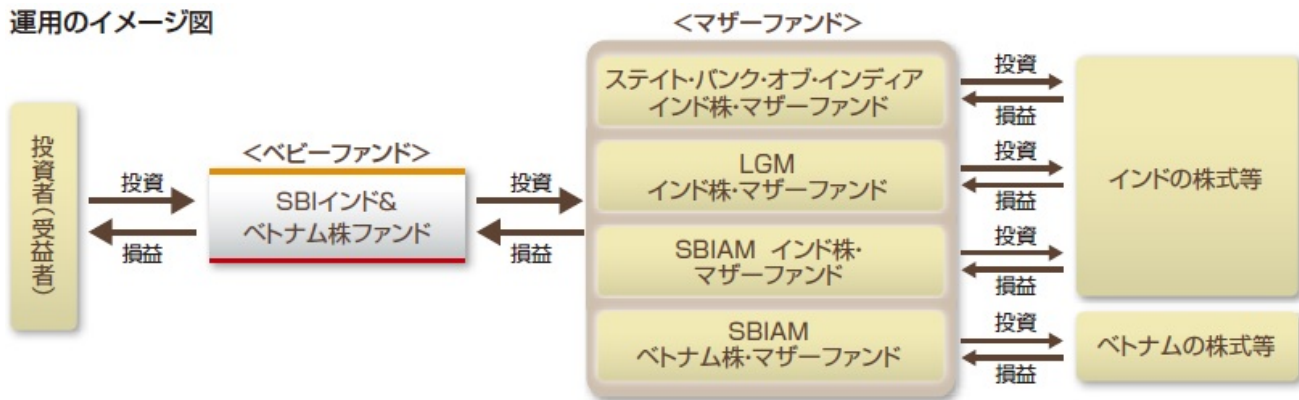 運用のイメージ図
<マザーファンド>
投資者(受益者)
投資
損益
<ベビーファンド>
SBIインド&
ベトナム株ファンド
投資
損益
ステイト・バンク・オブ・インディア
インド株・マザーファンド
LGM
インド株・マザーファンド
SBIAM インド株・
マザーファンド
SBIAM
ベトナム株・マザーファンド
投資
損益
投資
損益
投資
損益
投資
損益
インドの株式等
ベトナムの株式等